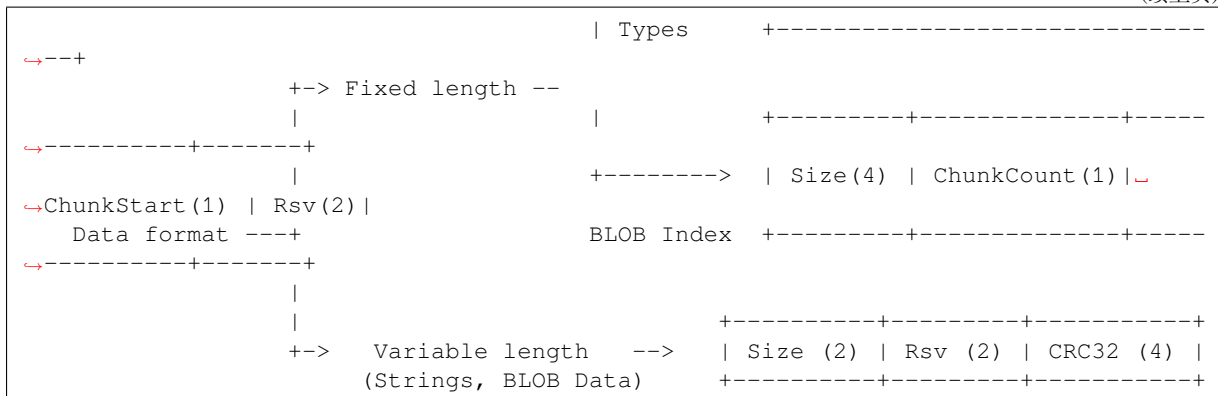 | Types      +------------------------------
↪--+
                      +-> Fixed length --
                      |                       |            +---------+--------------+-----
↪----------+-------+
                      |                       +-------->   | Size(4) | ChunkCount(1)|␣
↪ChunkStart(1) | Rsv(2)|
    Data format ---+                       BLOB Index  +---------+--------------+-----
↪----------+-------+
                      |
                      |                                +----------+---------+-----------+
                      +->   Variable length   -->   | Size (2) | Rsv (2) | CRC32 (4) |
                            (Strings, BLOB Data)    +----------+---------+-----------+